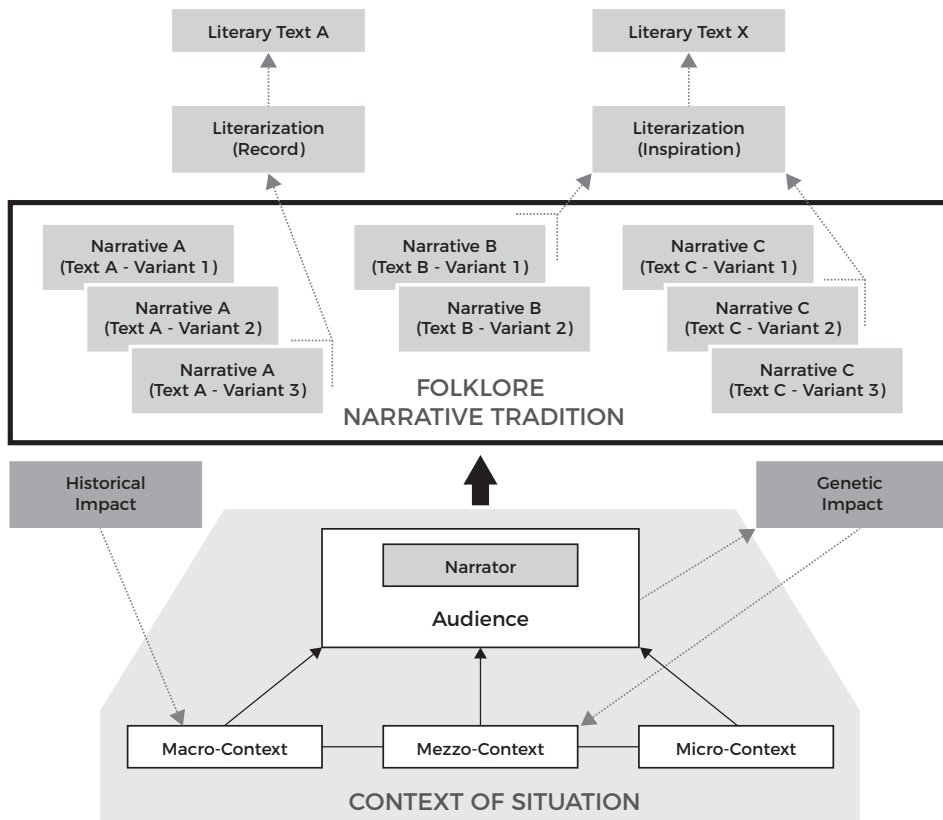 Literary Text A
Literary Text X
Literarization
(Record)
Literarization
(Inspiration)
Narrative A
(Text A - Variant 1)
Narrative A
(Text A - Variant 2)
Narrative A
(Text A - Variant 3)
Narrative B
(Text B - Variant 1)
Narrative B
(Text B - Variant 2)
Narrative C
(Text C - Variant 1)
Narrative C
(Text C - Variant 2)
Narrative C
(Text C - Variant 3)
FOLKLORE
NARRATIVE TRADITION
Historical
Impact
Genetic
Impact
Narrator
Audience
Macro-Context
Mezzo-Context
Micro-Context
CONTEXT OF SITUATION